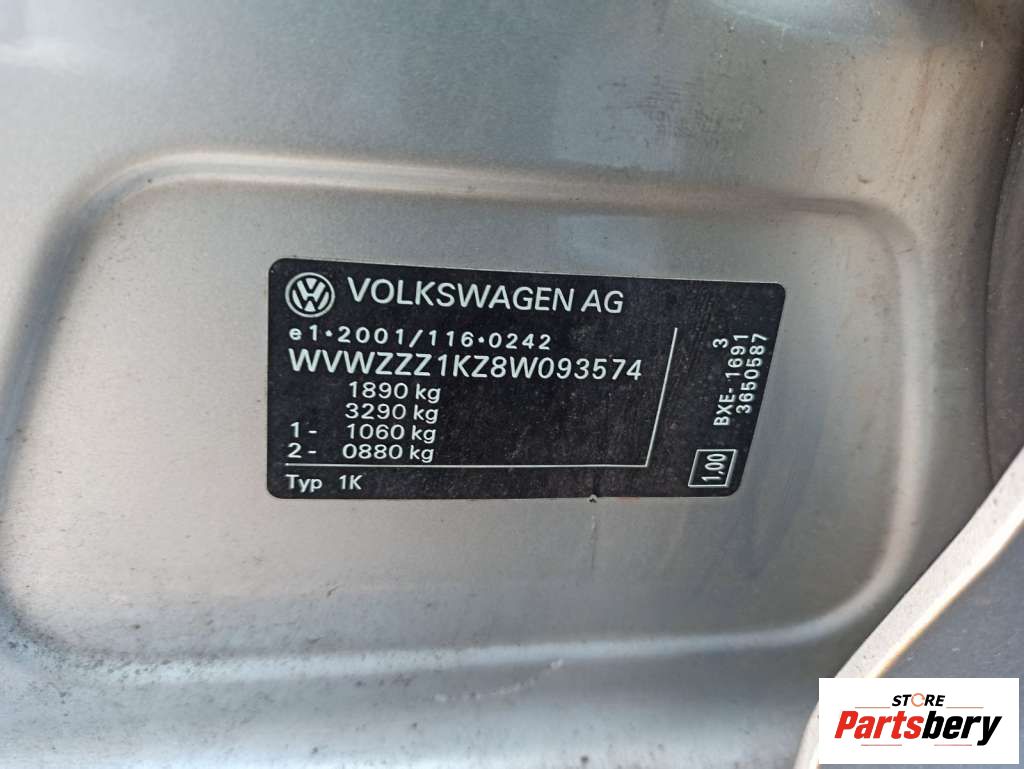 VOLKSWAGEN AG
e1*2001/116*0242
WVWZZZ1KZ8W093574
1890 kg
3290 kg
1- 1060 kg
2- 0880 kg
Typ 1K
3
BXE- 1691
3650587
1,00
STORE
Partsbery